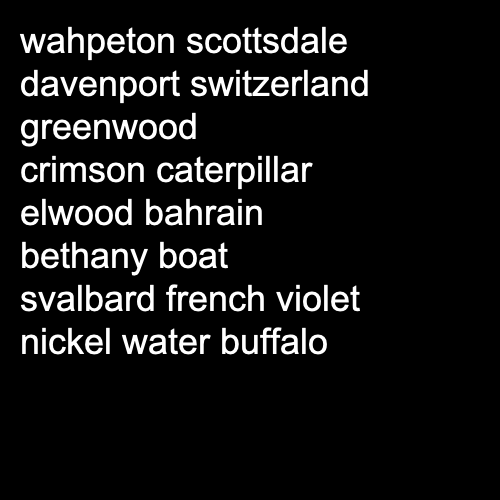 wahpeton scottsdale
davenport switzerland
greenwood
crimson caterpillar
elwood bahrain
bethany boat
svalbard french violet
nickel water buffalo